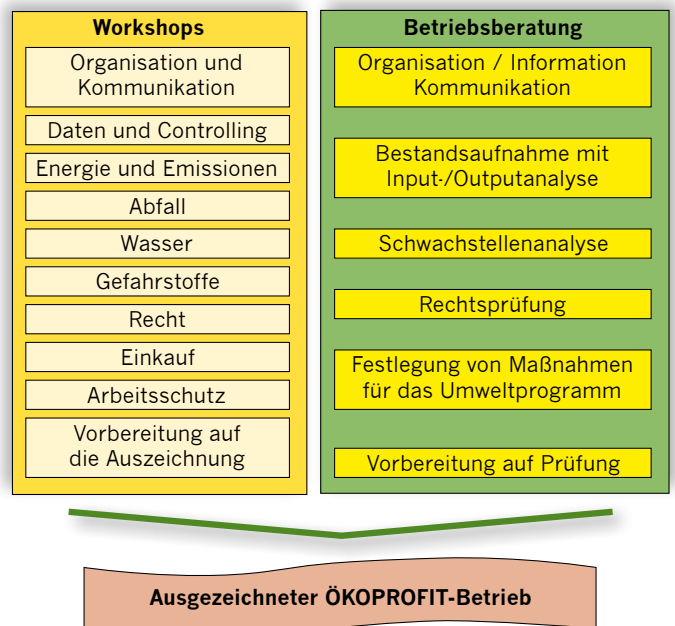 Workshops
Organisation und
Kommunikation
Daten und Controlling
Energie und Emissionen
Abfall
Wasser
Gefahrstoffe
Recht
Einkauf
Arbeitsschutz
Vorbereitung auf
die Auszeichnung
Betriebsberatung
Organisation / Information
Kommunikation
Bestandsaufnahme mit
Input-/Outputanalyse
Schwachstellenanalyse
Rechtsprüfung
Festlegung von Maßnahmen
für das Umweltprogramm
Vorbereitung auf Prüfung
Ausgezeichneter ÖKOPROFIT-Betrieb